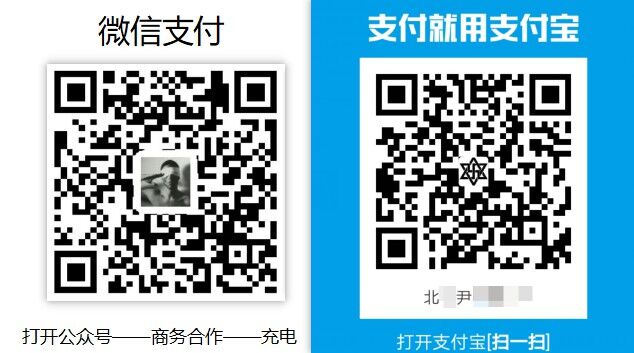 微信支付
打开公众号——商务合作——充电
支付就用支付宝
北 尹
打开支付宝[扫一扫]